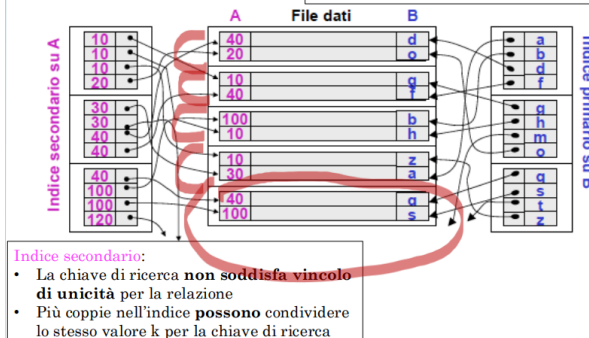 A File dati B
Indice secondario su A
10
10
10
20
30
30
40
40
40
100
100
120
40 d
20 o
10 g
40 f
100 b
10 h
10 z
30 a
40 q
100 s
a
b
d
f
g
h
m
o
q
s
t
z
Indice primario su B
Indice secondario:
• La chiave di ricerca non soddisfa vincolo
di unicità per la relazione
• Più coppie nell'indice possono condividere
lo stesso valore k per la chiave di ricerca